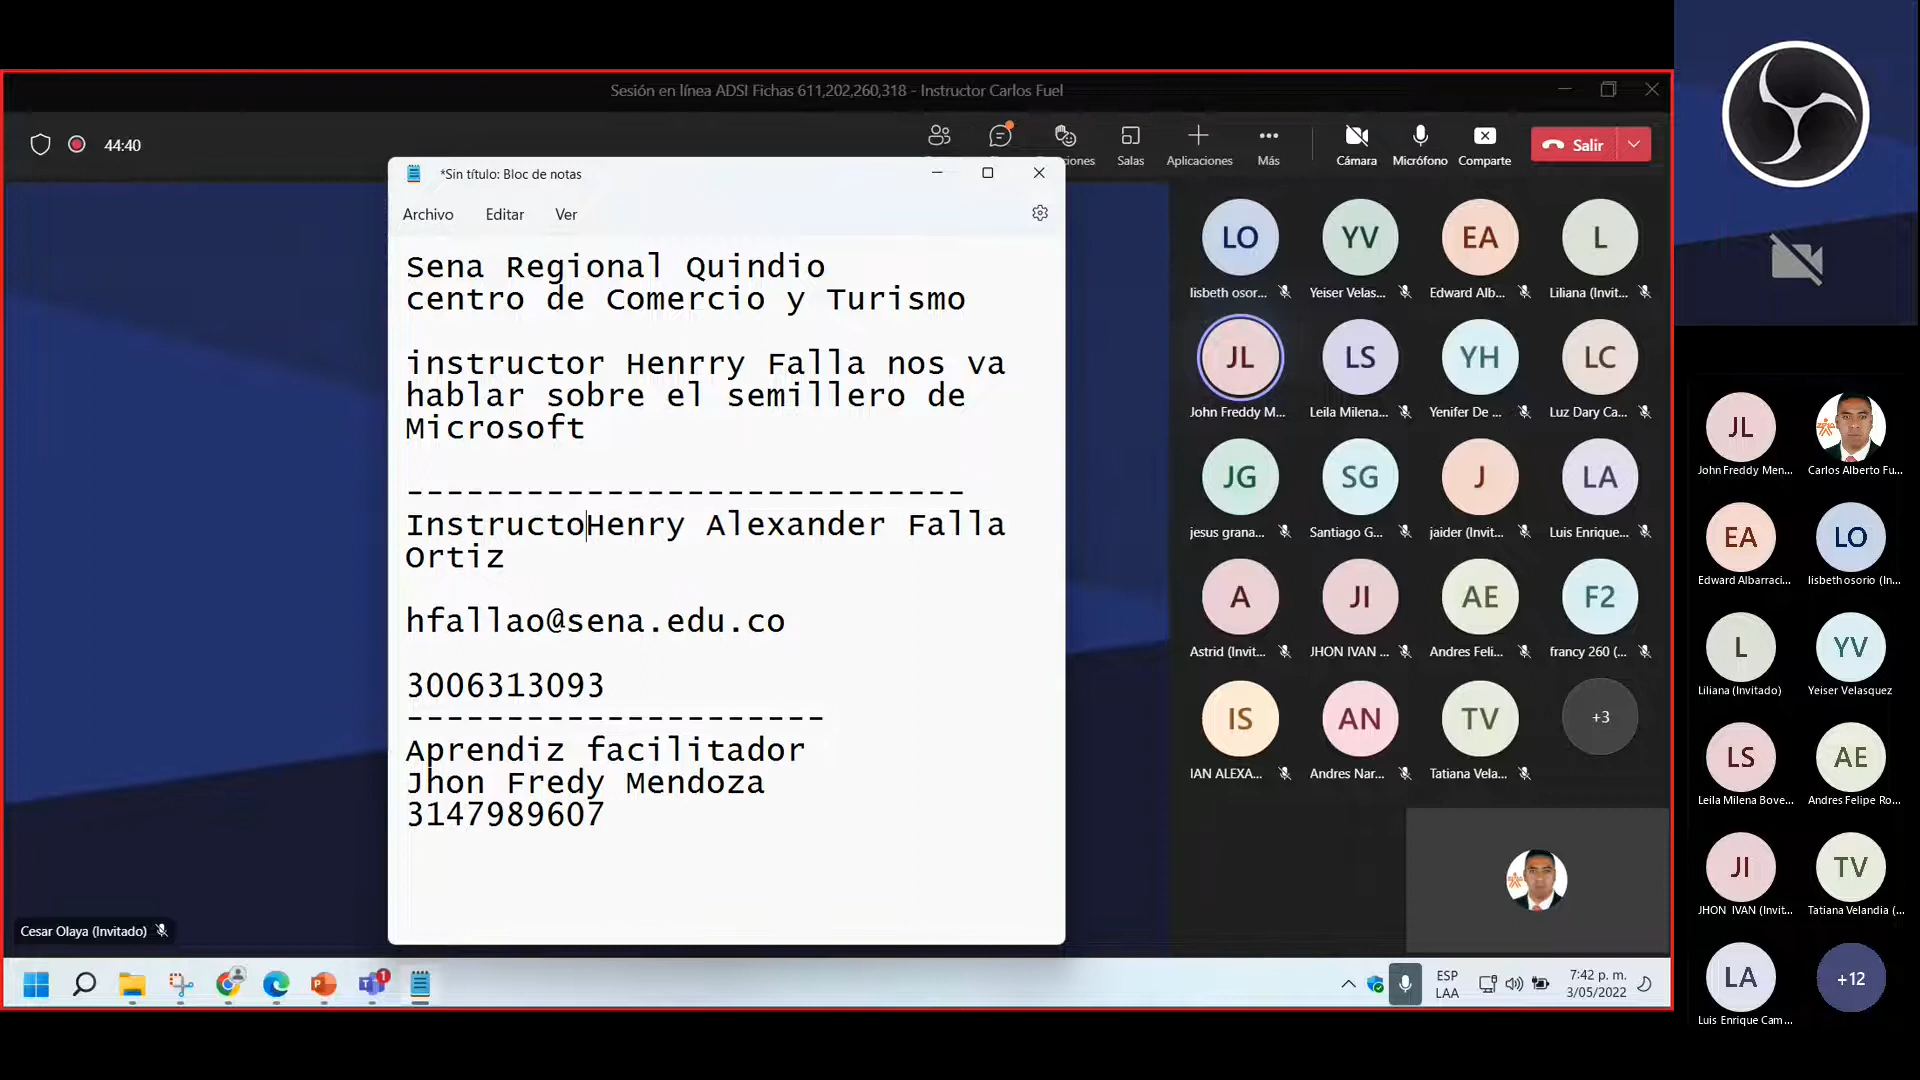 Sesión en línea ADSI Fichas 611,202,260,318 - Instructor Carlos Fuel
44:40
iones
Salas
Aplicaciones
Más
Cámara
Micrófono
Comparte
Salir
*Sin título: Bloc de notas
Archivo
Editar
Ver
Sena Regional Quindio
centro de Comercio y Turismo
instructor Henrry Falla nos va
hablar sobre el semillero de
Microsoft
----------------------------
InstructoHenry Alexander Falla
Ortiz
hfallao@sena.edu.co
3006313093
---------------------
Aprendiz facilitador
Jhon Fredy Mendoza
3147989607
LO
YV
EA
L
lisbeth osor...
Yeiser Velas...
Edward Alb...
Liliana (Invit...
JL
LS
YH
LC
John Freddy M...
Leila Milena...
Yenifer De ...
Luz Dary Ca...
JG
SG
J
LA
jesus grana...
Santiago G...
jaider (Invit...
Luis Enrique...
A
JI
AE
F2
Astrid (Invit...
JHON IVAN ...
Andres Feli...
francy 260 (...
IS
AN
TV
+3
IAN ALEXA...
Andres Nar...
Tatiana Vela...
Cesar Olaya (Invitado)
1
ESP
LAA
7:42 p. m.
3/05/2022
JL
John Freddy Men...
Carlos Alberto Fu...
EA
LO
Edward Albarraci...
lisbeth osorio (In...
L
YV
Liliana (Invitado)
Yeiser Velasquez
LS
AE
Leila Milena Bove...
Andres Felipe Ro...
JI
TV
JHON IVAN (Invit...
Tatiana Velandia (...
LA
+12
Luis Enrique Cam...